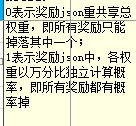 0表示奖励json里共享总
权重，即所有奖励只能
掉落其中一个；
1表示奖励json中，各权
重以万分比独立计算概
率，即所有奖励都有概
率掉